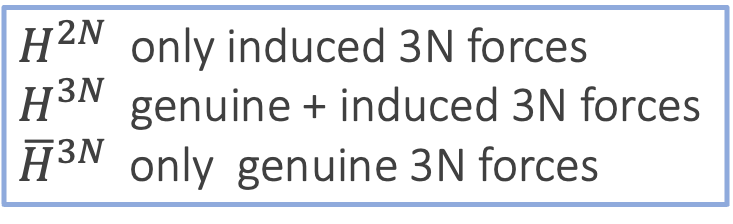 H^{2N} only induced 3N forces
H^{3N} genuine + induced 3N forces
H̅^{3N} only genuine 3N forces